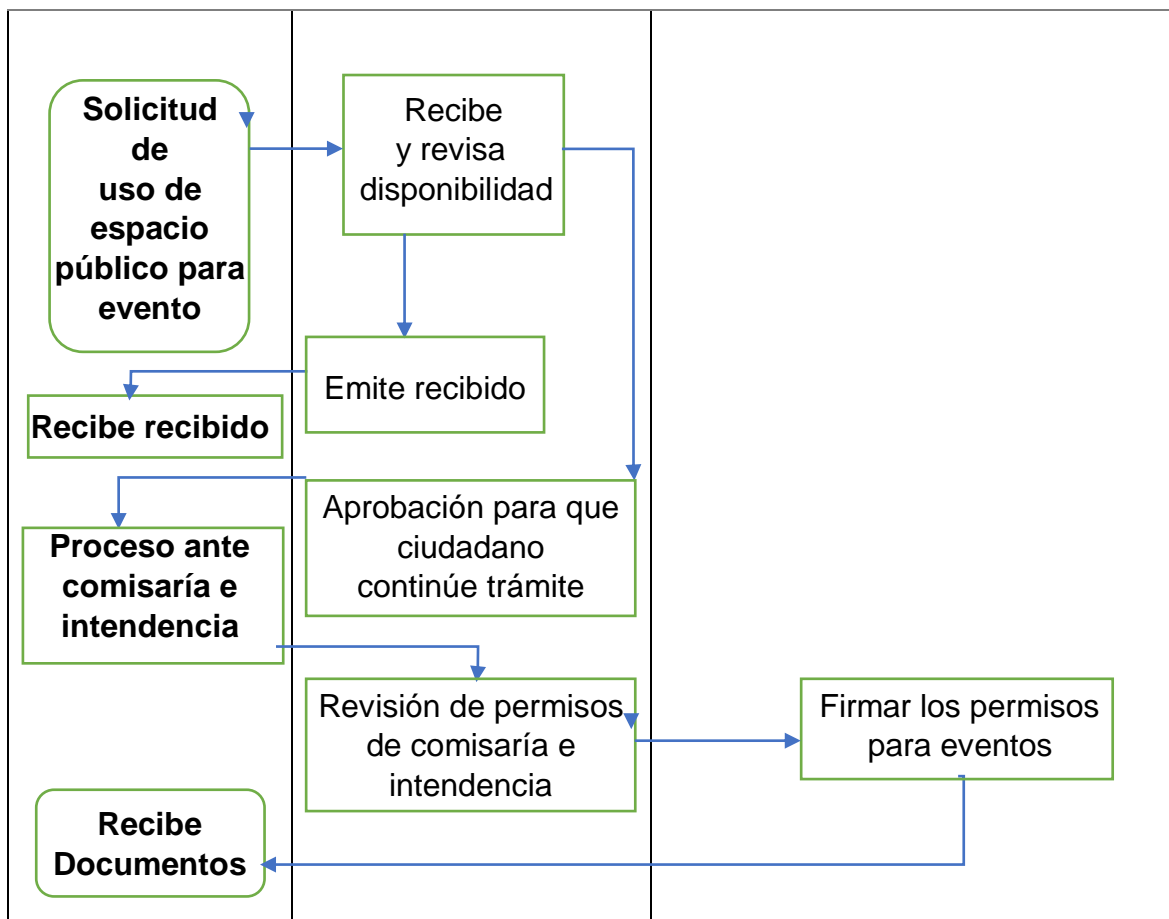 Solicitud
de
uso de
espacio
público para
evento
Recibe
y revisa
disponibilidad
Emite recibido
Recibe recibido
Aprobación para que
ciudadano
continúe trámite
Proceso ante
comisaría e
intendencia
Revisión de permisos
de comisaría e
intendencia
Firmar los permisos
para eventos
Recibe
Documentos